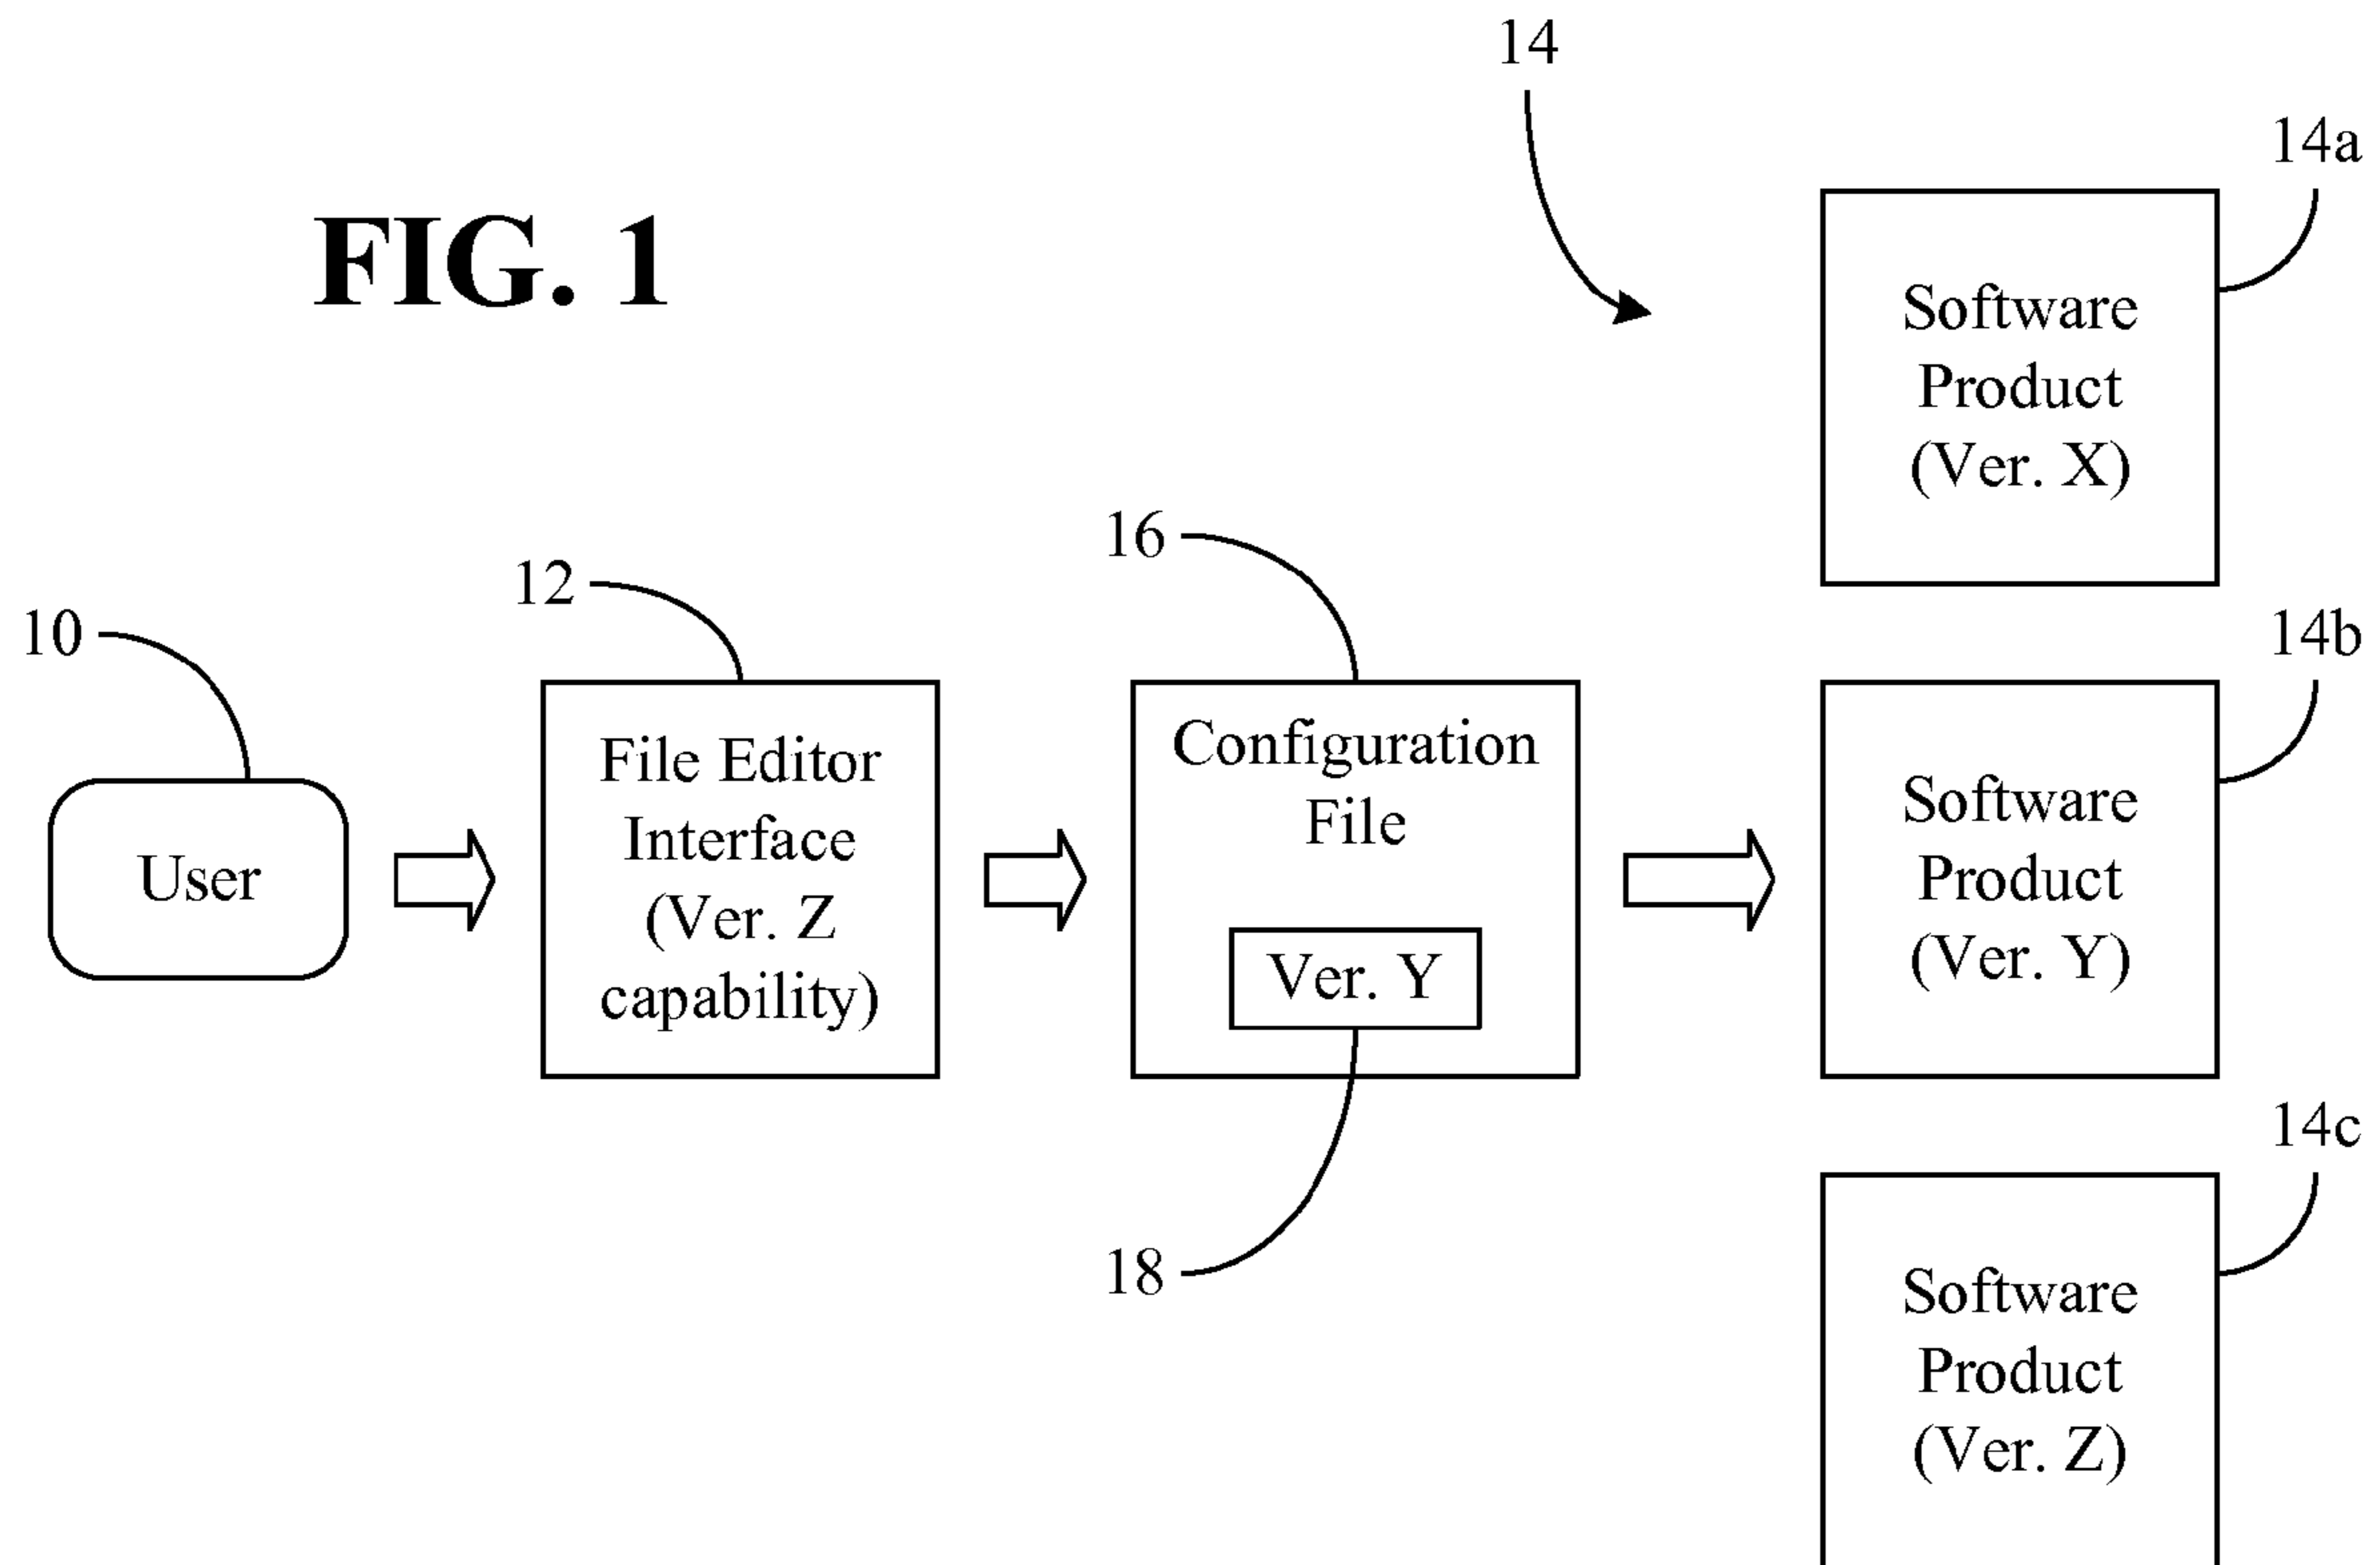 FIG. 1
14
14a
Software
Product
(Ver. X)
10
User
12
File Editor
Interface
(Ver. Z
capability)
16
Configuration
File
Ver. Y
18
14b
Software
Product
(Ver. Y)
14c
Software
Product
(Ver. Z)